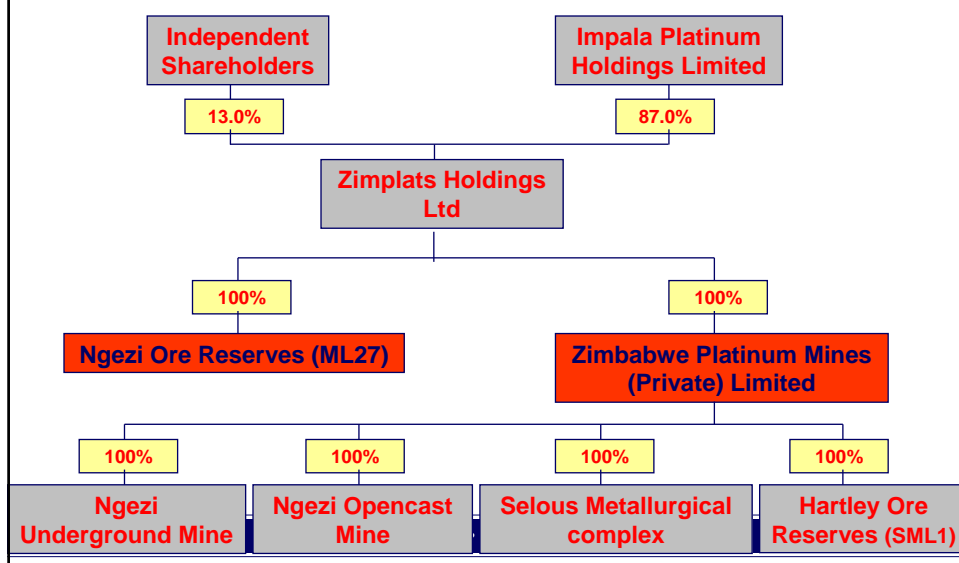 Independent
Shareholders
Impala Platinum
Holdings Limited
13.0%
87.0%
Zimplats Holdings
Ltd
100%
100%
Ngezi Ore Reserves (ML27)
Zimbabwe Platinum Mines
(Private) Limited
100%
100%
100%
100%
Ngezi
Underground Mine
Ngezi Opencast
Mine
Selous Metallurgical
complex
Hartley Ore
Reserves (SML1)